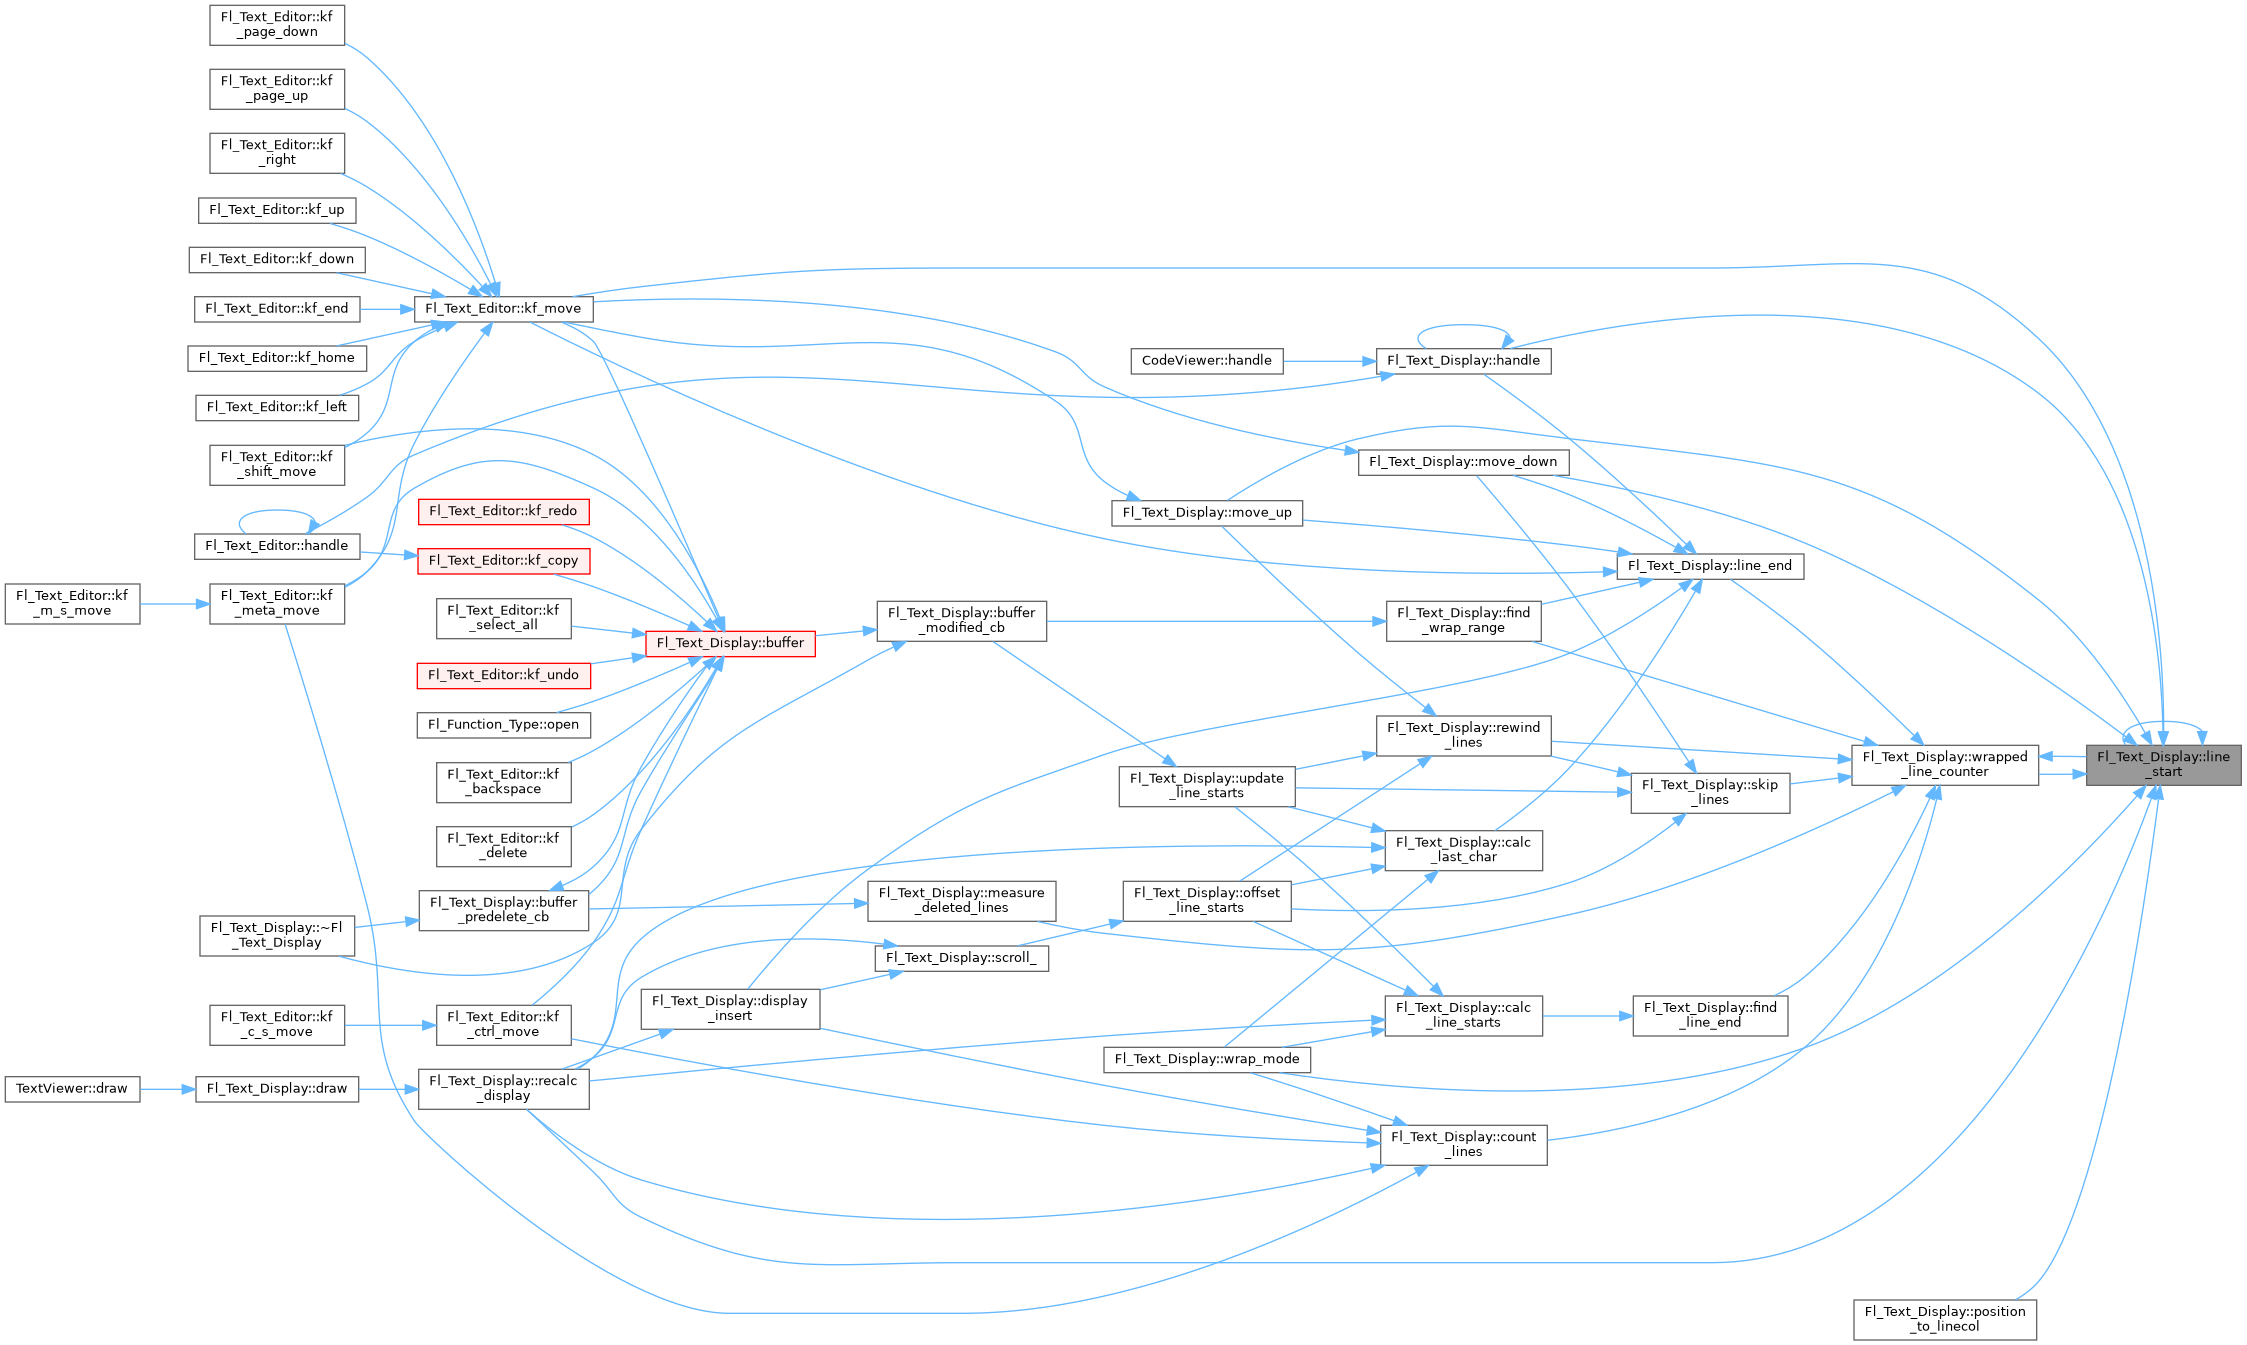 Fl_Text_Editor::kf
_page_down
Fl_Text_Editor::kf
_page_up
Fl_Text_Editor::kf
_right
Fl_Text_Editor::kf_up
Fl_Text_Editor::kf_down
Fl_Text_Editor::kf_end
Fl_Text_Editor::kf_move
Fl_Text_Editor::kf_home
CodeViewer::handle
Fl_Text_Display::handle
Fl_Text_Editor::kf_left
Fl_Text_Editor::kf
_shift_move
Fl_Text_Display::move_down
Fl_Text_Editor::kf_redo
Fl_Text_Display::move_up
Fl_Text_Editor::handle
Fl_Text_Editor::kf_copy
Fl_Text_Display::line_end
Fl_Text_Editor::kf
_m_s_move
Fl_Text_Editor::kf
_meta_move
Fl_Text_Editor::kf
_select_all
Fl_Text_Display::buffer
Fl_Text_Display::buffer
_modified_cb
Fl_Text_Display::find
_wrap_range
Fl_Text_Editor::kf_undo
Fl_Function_Type::open
Fl_Text_Display::rewind
_lines
Fl_Text_Editor::kf
_backspace
Fl_Text_Display::update
_line_starts
Fl_Text_Display::skip
_lines
Fl_Text_Display::wrapped
_line_counter
Fl_Text_Display::line
_start
Fl_Text_Editor::kf
_delete
Fl_Text_Display::calc
_last_char
Fl_Text_Display::~Fl
_Text_Display
Fl_Text_Display::buffer
_predelete_cb
Fl_Text_Display::measure
_deleted_lines
Fl_Text_Display::offset
_line_starts
Fl_Text_Display::scroll_
Fl_Text_Display::display
_insert
Fl_Text_Editor::kf
_c_s_move
Fl_Text_Editor::kf
_ctrl_move
Fl_Text_Display::calc
_line_starts
Fl_Text_Display::find
_line_end
Fl_Text_Display::wrap_mode
TextViewer::draw
Fl_Text_Display::draw
Fl_Text_Display::recalc
_display
Fl_Text_Display::count
_lines
Fl_Text_Display::position
_to_linecol